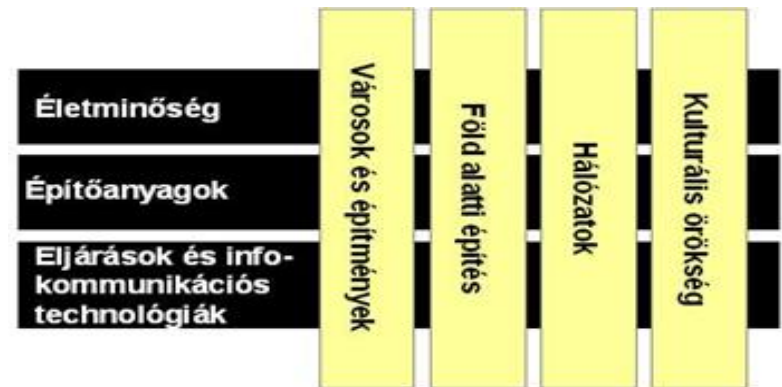 Életminőség
Építőanyagok
Eljárások és info-
kommunikációs
technológiák
Városok és építmények
Föld alatti építés
Hálózatok
Kulturális örökség